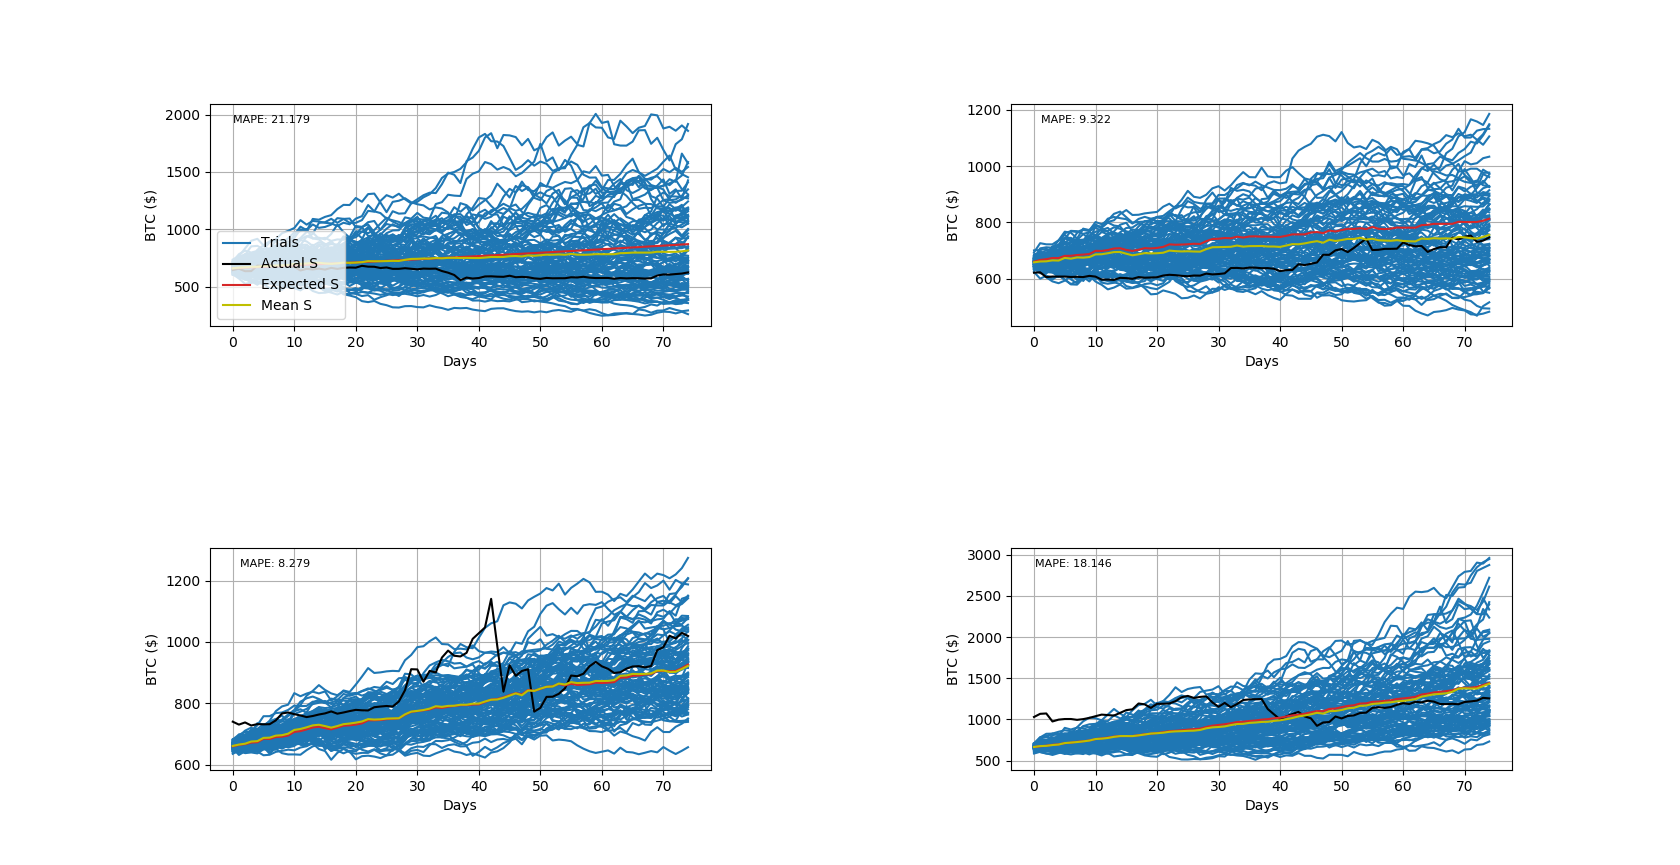 MAPE: 21.179
2000
1500
1000
500
BTC ($)
Trials
Actual S
Expected S
Mean S
0 10 20 30 40 50 60 70
Days
MAPE: 9.322
1200
1000
800
600
BTC ($)
0 10 20 30 40 50 60 70
Days
MAPE: 8.279
1200
1000
800
600
BTC ($)
0 10 20 30 40 50 60 70
Days
MAPE: 18.146
3000
2500
2000
1500
1000
500
BTC ($)
0 10 20 30 40 50 60 70
Days